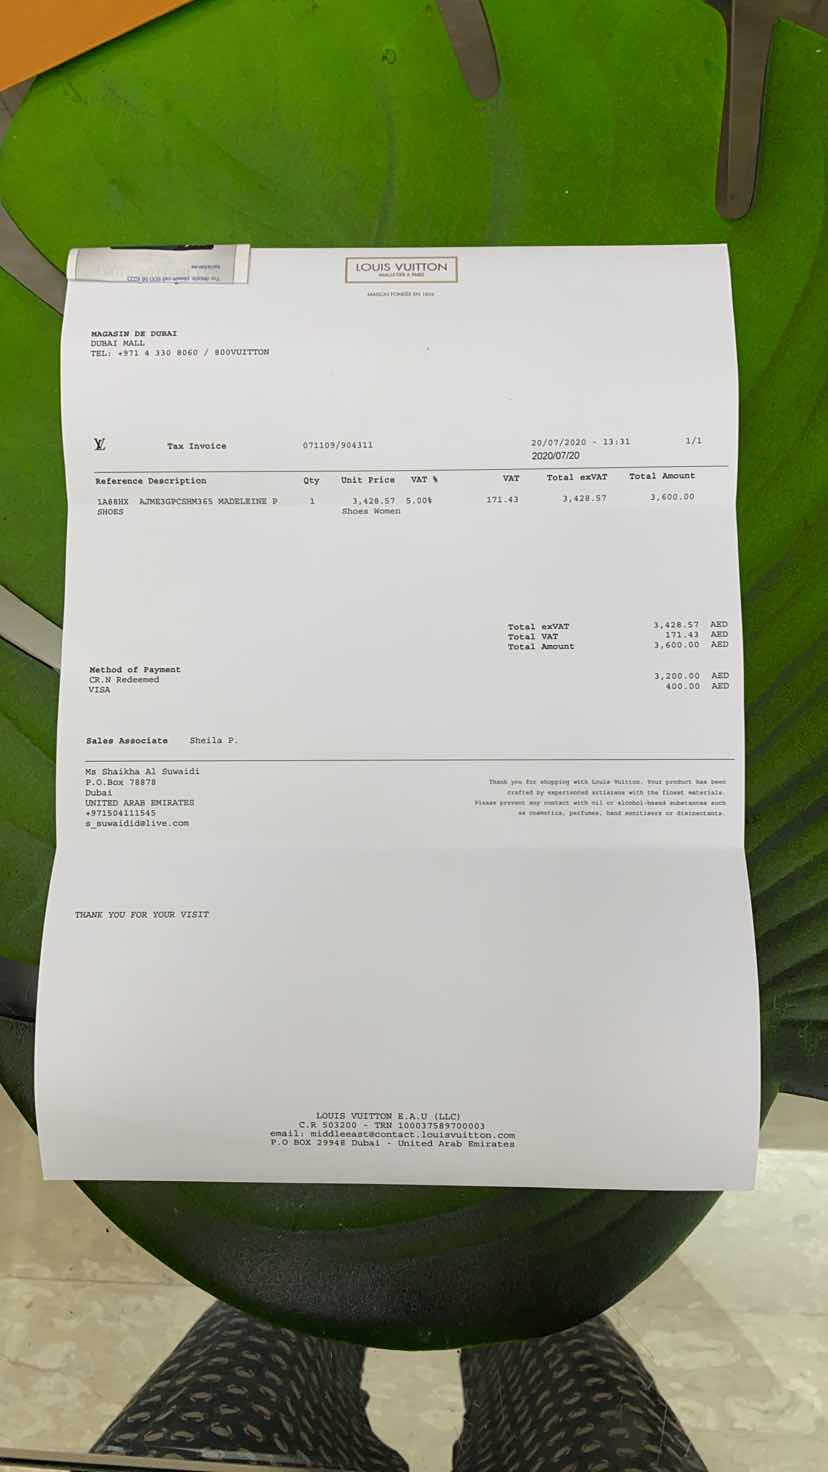 LOUIS VUITTON
MALLETIER À PARIS
MAISON FONDÉE EN 1854
MAGASIN DE DUBAI
DUBAI MALL
TEL: +971 4 330 8060 / 800VUITTON
LV Tax Invoice 071109/904311 20/07/2020 - 13:31 1/1
2020/07/20
Reference Description Qty Unit Price VAT % VAT Total exVAT Total Amount
1A68HX AJME3GPCSHM365 MADELEINE P 1 3,428.57 5.00% 171.43 3,428.57 3,600.00
SHOES Shoes Women
Total exVAT 3,428.57 AED
Total VAT 171.43 AED
Total Amount 3,600.00 AED
Method of Payment
CR.N Redeemed 3,200.00 AED
VISA 400.00 AED
Sales Associate Sheila P.
Ms Shaikha Al Suwaidi
P.O.Box 78878
Dubai
UNITED ARAB EMIRATES
+971504111545
s_suwaidid@live.com
Thank you for shopping with Louis Vuitton. Your product has been
crafted by experienced artisans with the finest materials.
Please prevent any contact with oil or alcohol-based substances such
as cosmetics, perfumes, hand sanitizers or disinectants.
THANK YOU FOR YOUR VISIT
LOUIS VUITTON E.A.U (LLC)
C.R 503200 - TRN 100037589700003
email: middleeast@contact.louisvuitton.com
P.O BOX 29948 Dubai - United Arab Emirates